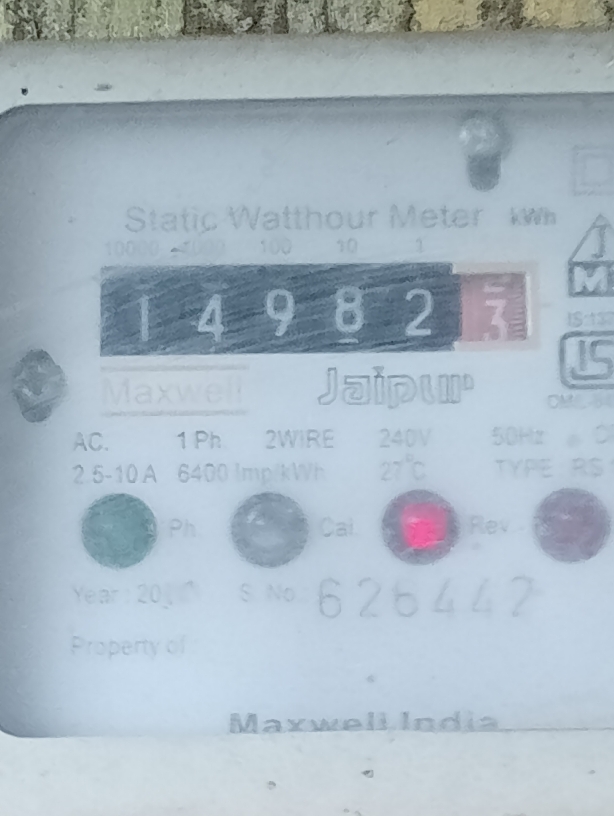 Static Watthour Meter kWh
10000 1000 100 10 1
1 4 9 8 2 3
Maxwell Jaipur
AC. 1 Ph 2WIRE 240V 50Hz
2.5-10 A 6400 Imp/kWh 27°C TYPE : RS
Ph. Cal. Rev.
Year : 20 S. No. 626442
Property of :
Maxwell India